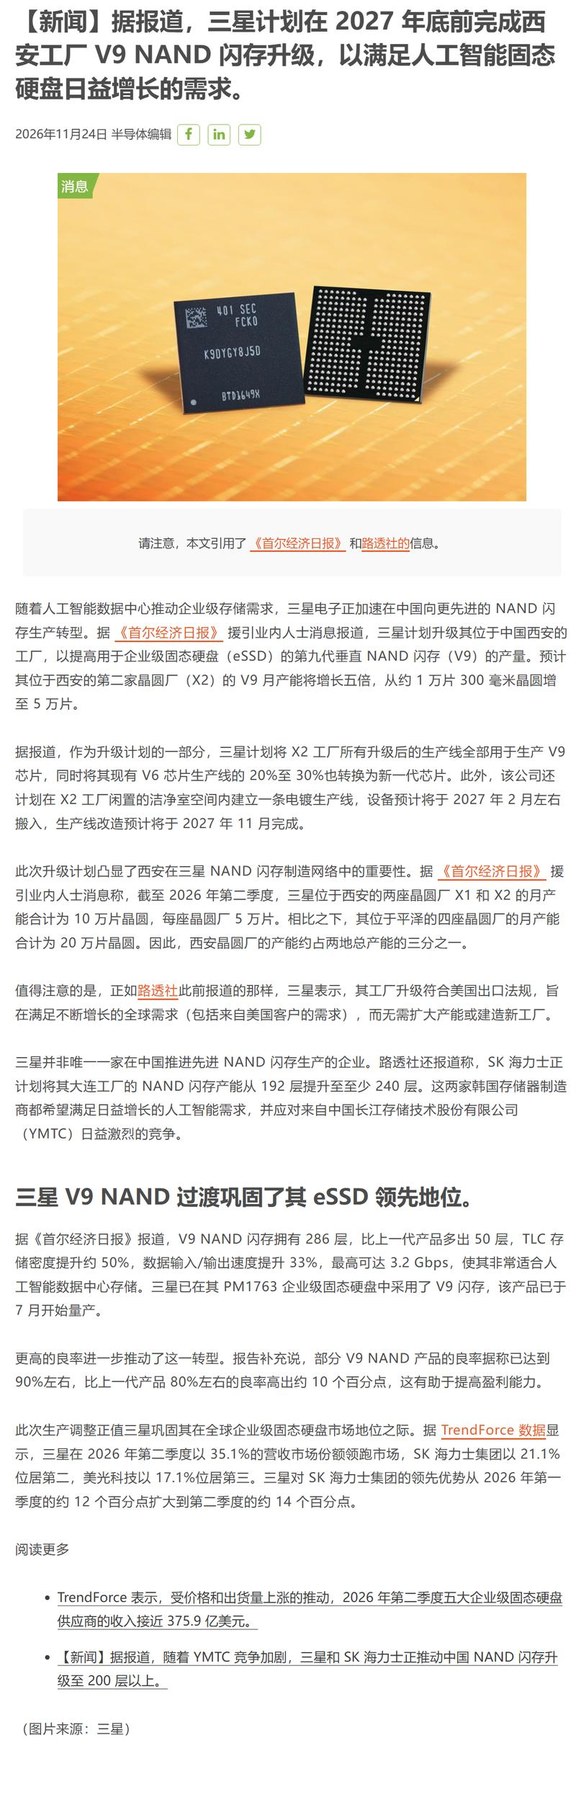 【新闻】据报道，三星计划在 2027 年底前完成西
安工厂 V9 NAND 闪存升级，以满足人工智能固态
硬盘日益增长的需求。
2026年11月24日 半导体编辑
消息
401 SEC
FCK0
K9DYGY8J5D
BTD1649X
请注意，本文引用了《首尔经济日报》 和路透社的信息。
随着人工智能数据中心推动企业级存储需求，三星电子正加速在中国向更先进的 NAND 闪
存生产转型。据 《首尔经济日报》 援引业内人士消息报道，三星计划升级其位于中国西安的
工厂，以提高用于企业级固态硬盘（eSSD）的第九代垂直 NAND 闪存（V9）的产量。预计
其位于西安的第二家晶圆厂（X2）的 V9 月产能将增长五倍，从约 1 万片 300 毫米晶圆增
至 5 万片。
据报道，作为升级计划的一部分，三星计划将 X2 工厂所有升级后的生产线全部用于生产 V9
芯片，同时将其现有 V6 芯片生产线的 20%至 30%也转换为新一代芯片。此外，该公司还
计划在 X2 工厂闲置的洁净室空间内建立一条电镀生产线，设备预计将于 2027 年 2 月左右
搬入，生产线改造预计将于 2027 年 11 月完成。
此次升级计划凸显了西安在三星 NAND 闪存制造网络中的重要性。据 《首尔经济日报》 援
引业内人士消息称，截至 2026 年第二季度，三星位于西安的两座晶圆厂 X1 和 X2 的月产
能合计为 10 万片晶圆，每座晶圆厂 5 万片。相比之下，其位于平泽的四座晶圆厂的月产能
合计为 20 万片晶圆。因此，西安晶圆厂的产能约占两地总产能的三分之一。
值得注意的是，正如路透社此前报道的那样，三星表示，其工厂升级符合美国出口法规，旨
在满足不断增长的全球需求（包括来自美国客户的需求），而无需扩大产能或建造新工厂。
三星并非唯一一家在中国推进先进 NAND 闪存生产的企业。路透社还报道称，SK 海力士正
计划将其大连工厂的 NAND 闪存产能从 192 层提升至至少 240 层。这两家韩国存储器制造
商都希望满足日益增长的人工智能需求，并应对来自中国长江存储技术股份有限公司
（YMTC）日益激烈的竞争。
三星 V9 NAND 过渡巩固了其 eSSD 领先地位。
据《首尔经济日报》报道，V9 NAND 闪存拥有 286 层，比上一代产品多出 50 层，TLC 存
储密度提升约 50%，数据输入/输出速度提升 33%，最高可达 3.2 Gbps，使其非常适合人
工智能数据中心存储。三星已在其 PM1763 企业级固态硬盘中采用了 V9 闪存，该产品已于
7 月开始量产。
更高的良率进一步推动了这一转型。报告补充说，部分 V9 NAND 产品的良率据称已达到
90%左右，比上一代产品 80%左右的良率高出约 10 个百分点，这有助于提高盈利能力。
此次生产调整正值三星巩固其在全球企业级固态硬盘市场地位之际。据 TrendForce 数据显
示，三星在 2026 年第二季度以 35.1%的营收市场份额领跑市场，SK 海力士集团以 21.1%
位居第二，美光科技以 17.1%位居第三。三星对 SK 海力士集团的领先优势从 2026 年第一
季度的约 12 个百分点扩大到第二季度的约 14 个百分点。
阅读更多
TrendForce 表示，受价格和出货量上涨的推动，2026 年第二季度五大企业级固态硬盘
供应商的收入接近 375.9 亿美元。
【新闻】据报道，随着 YMTC 竞争加剧，三星和 SK 海力士正推动中国 NAND 闪存升
级至 200 层以上。
（图片来源：三星）